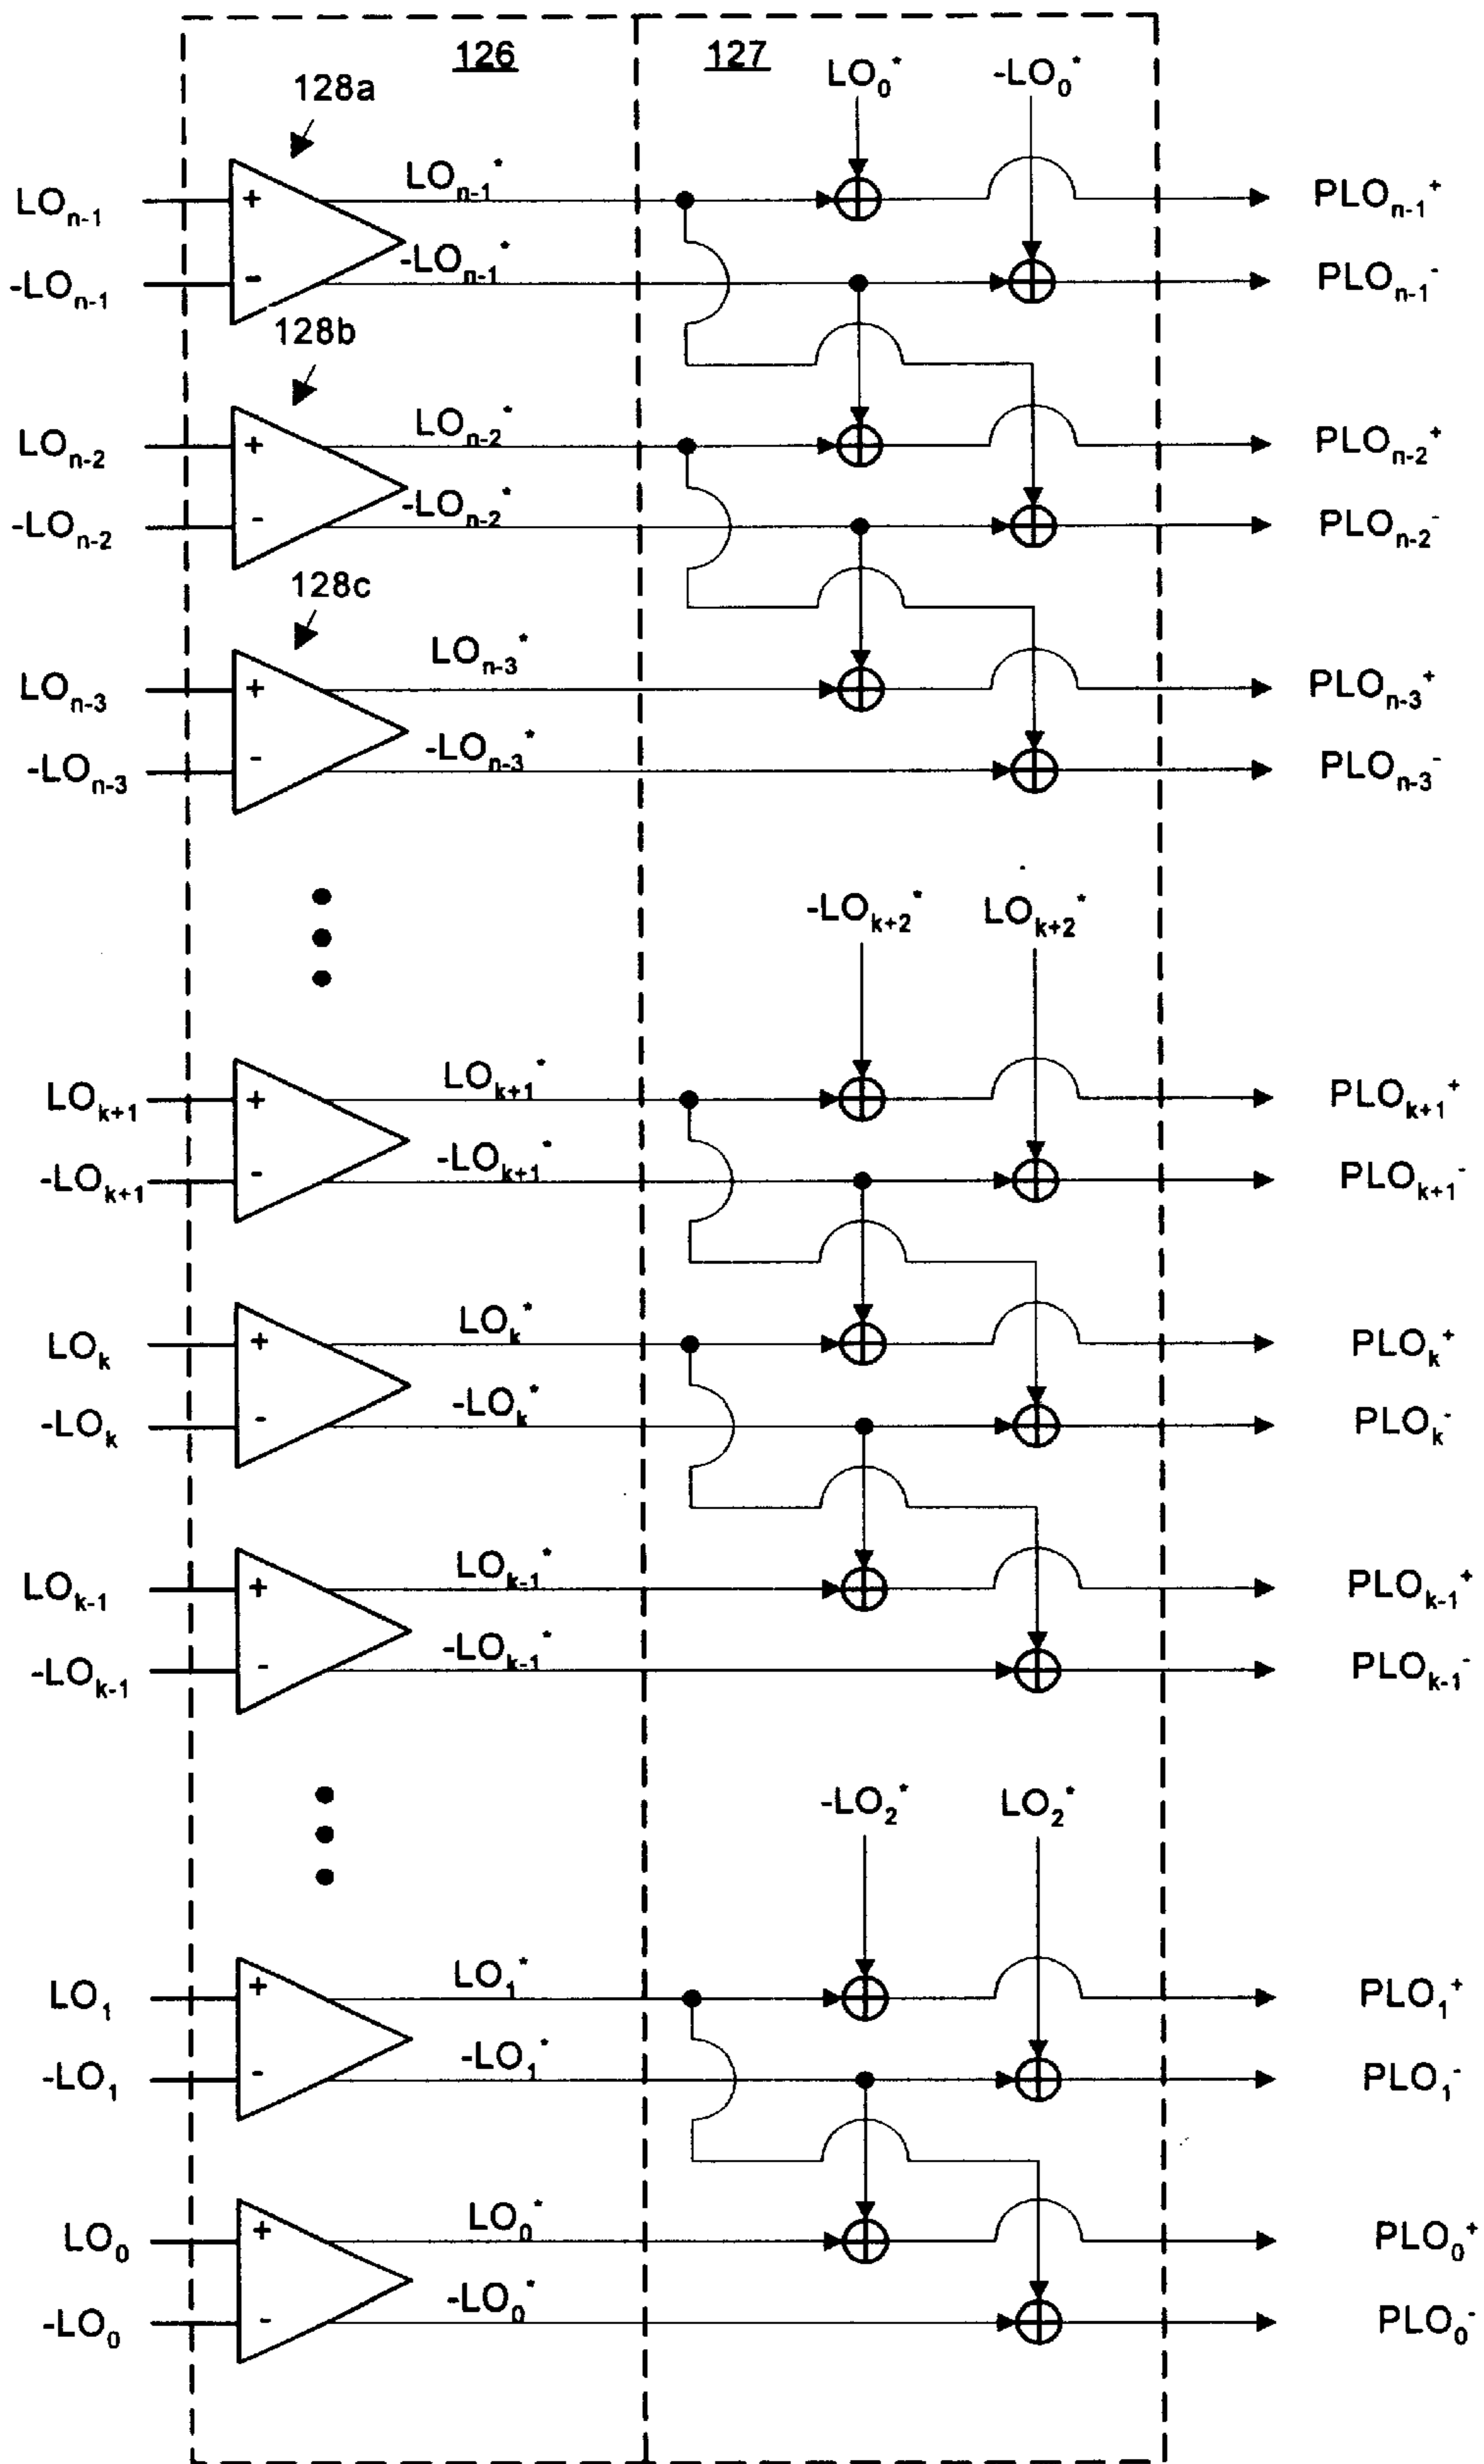 126 127
LO₀* -LO₀*
128a
LOₙ₋₁ + LOₙ₋₁* PLOₙ₋₁⁺
-LOₙ₋₁ - -LOₙ₋₁* PLOₙ₋₁⁻
128b
LOₙ₋₂ + LOₙ₋₂* PLOₙ₋₂⁺
-LOₙ₋₂ - -LOₙ₋₂* PLOₙ₋₂⁻
128c
LOₙ₋₃ + LOₙ₋₃* PLOₙ₋₃⁺
-LOₙ₋₃ - -LOₙ₋₃* PLOₙ₋₃⁻
-LOₖ₊₂* LOₖ₊₂*
LOₖ₊₁ + LOₖ₊₁* PLOₖ₊₁⁺
-LOₖ₊₁ - -LOₖ₊₁* PLOₖ₊₁⁻
LOₖ + LOₖ* PLOₖ⁺
-LOₖ - -LOₖ* PLOₖ⁻
LOₖ₋₁ + LOₖ₋₁* PLOₖ₋₁⁺
-LOₖ₋₁ - -LOₖ₋₁* PLOₖ₋₁⁻
-LO₂* LO₂*
LO₁ + LO₁* PLO₁⁺
-LO₁ - -LO₁* PLO₁⁻
LO₀ + LO₀* PLO₀⁺
-LO₀ - -LO₀* PLO₀⁻